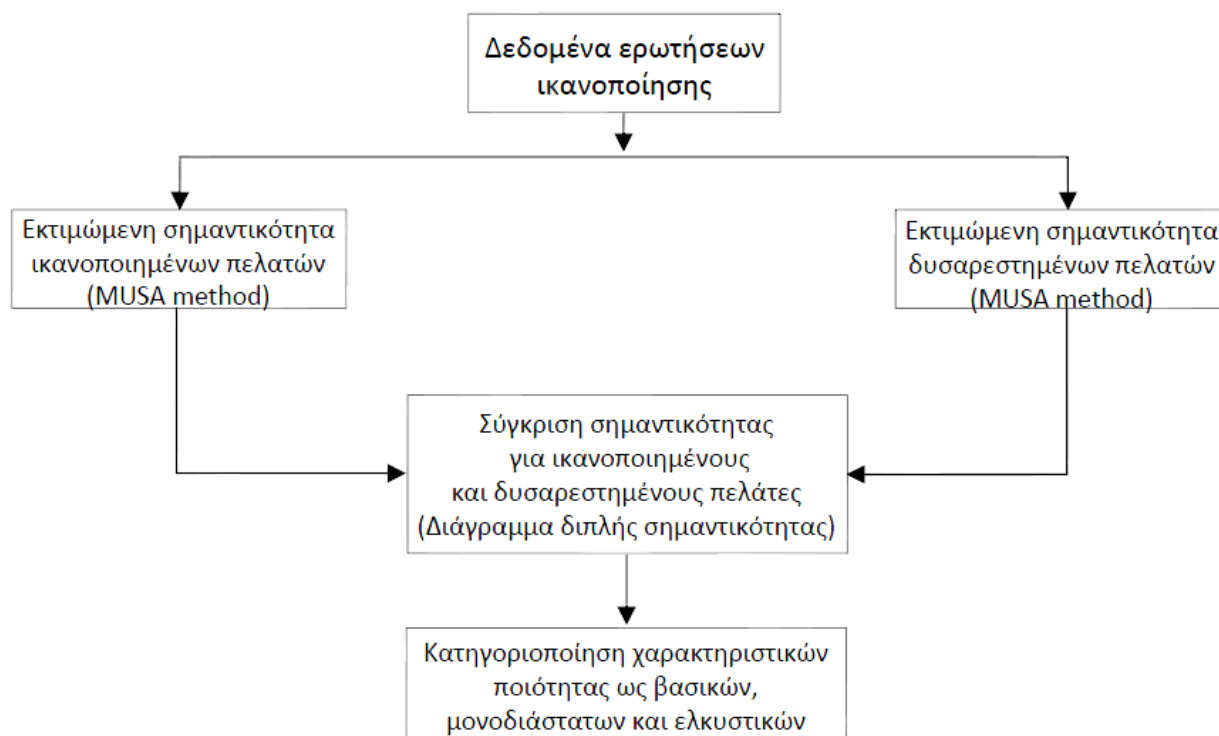 Δεδομένα ερωτήσεων
ικανοποίησης
Εκτιμώμενη σημαντικότητα
ικανοποιημένων πελατών
(MUSA method)
Εκτιμώμενη σημαντικότητα
δυσαρεστημένων πελατών
(MUSA method)
Σύγκριση σημαντικότητας
για ικανοποιημένους
και δυσαρεστημένους πελάτες
(Διάγραμμα διπλής σημαντικότητας)
Κατηγοριοποίηση χαρακτηριστικών
ποιότητας ως βασικών,
μονοδιάστατων και ελκυστικών